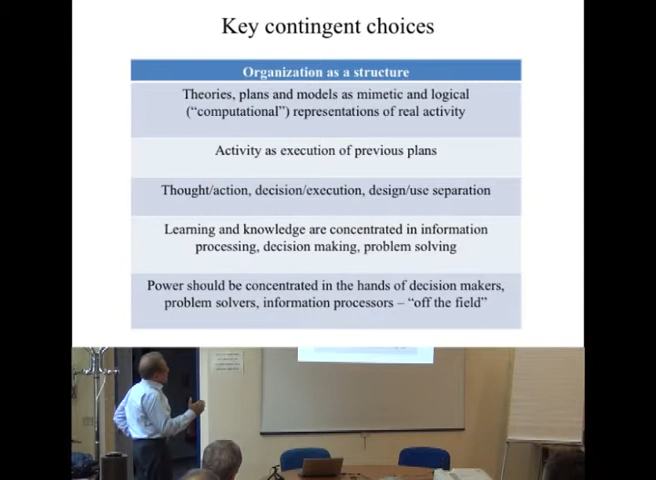 Key contingent choices
Organization as a structure
Theories, plans and models as mimetic and logical
(“computational”) representations of real activity
Activity as execution of previous plans
Thought/action, decision/execution, design/use separation
Learning and knowledge are concentrated in information
processing, decision making, problem solving
Power should be concentrated in the hands of decision makers,
problem solvers, information processors – “off the field”